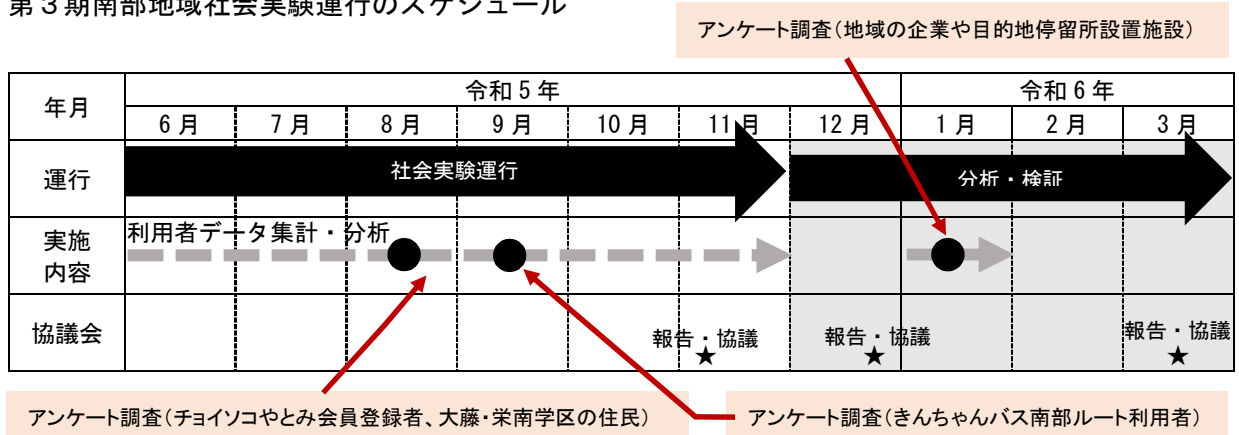 第３期南部地域社会実験運行のスケジュール
アンケート調査（地域の企業や目的地停留所設置施設）
年月
令和５年
令和６年
６月 ７月 ８月 ９月 10月 11月 12月 １月 ２月 ３月
運行
社会実験運行
分析・検証
実施
内容
利用者データ集計・分析
協議会
報告・協議
★
報告・協議
★
報告・協議
★
アンケート調査（チョイソコやとみ会員登録者、大藤・栄南学区の住民）
アンケート調査（きんちゃんバス南部ルート利用者）